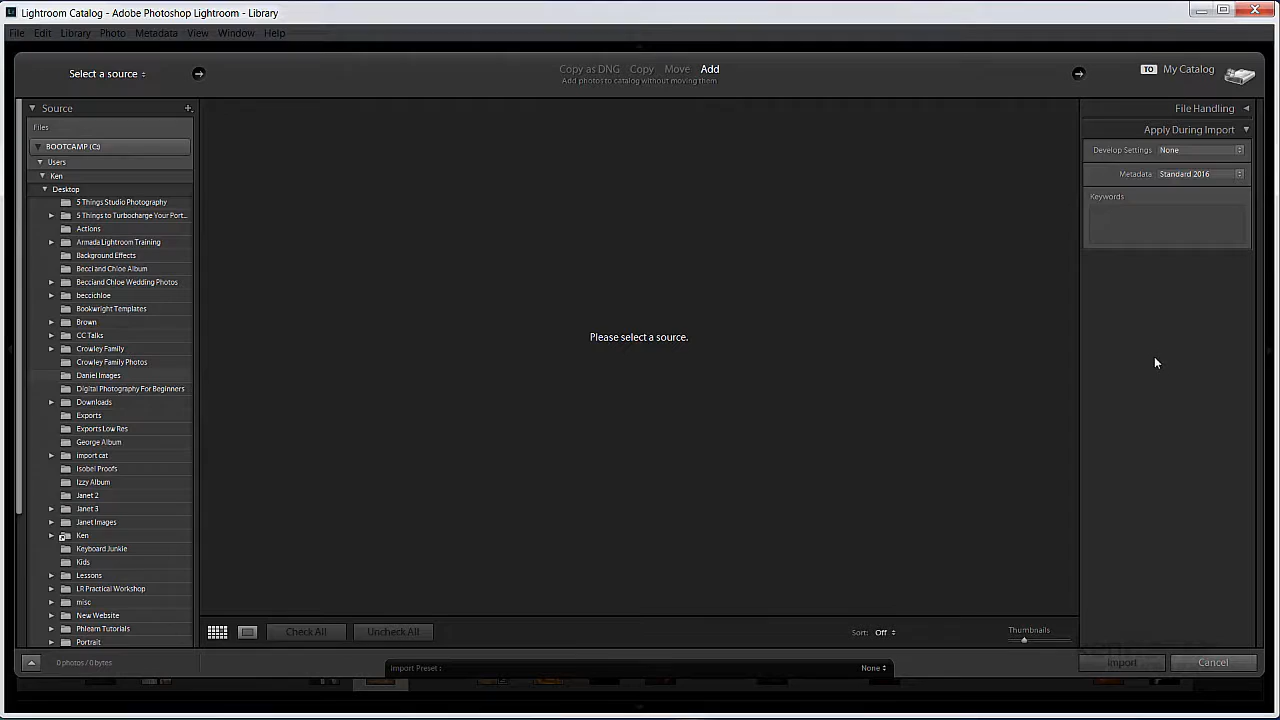 Lightroom Catalog - Adobe Photoshop Lightroom - Library
File Edit Library Photo Metadata View Window Help
Select a source Copy as DNG Copy Move Add TO My Catalog
Add photos to catalog without moving them
Source
File Handling
Files
Apply During Import
BOOTCAMP (C:)
Develop Settings None
Users
Ken
Metadata Standard 2016
Desktop
Keywords
5 Things Studio Photography
5 Things to Turbocharge Your Port...
Actions
Armada Lightroom Training
Background Effects
Becci and Chloe Album
Becciand Chloe Wedding Photos
beccichloe
Bookwright Templates
Brown
CC Talks
Please select a source.
Crowley Family
Crowley Family Photos
Daniel Images
Digital Photography For Beginners
Downloads
Exports
Exports Low Res
George Album
import cat
Isobel Proofs
Izzy Album
Janet 2
Janet 3
Janet Images
Ken
Keyboard Junkie
Kids
Lessons
LR Practical Workshop
misc
New Website
Phlearn Tutorials
Portrait
Check All Uncheck All Sort: Off Thumbnails
0 photos / 0 bytes Import Preset : None Import Cancel